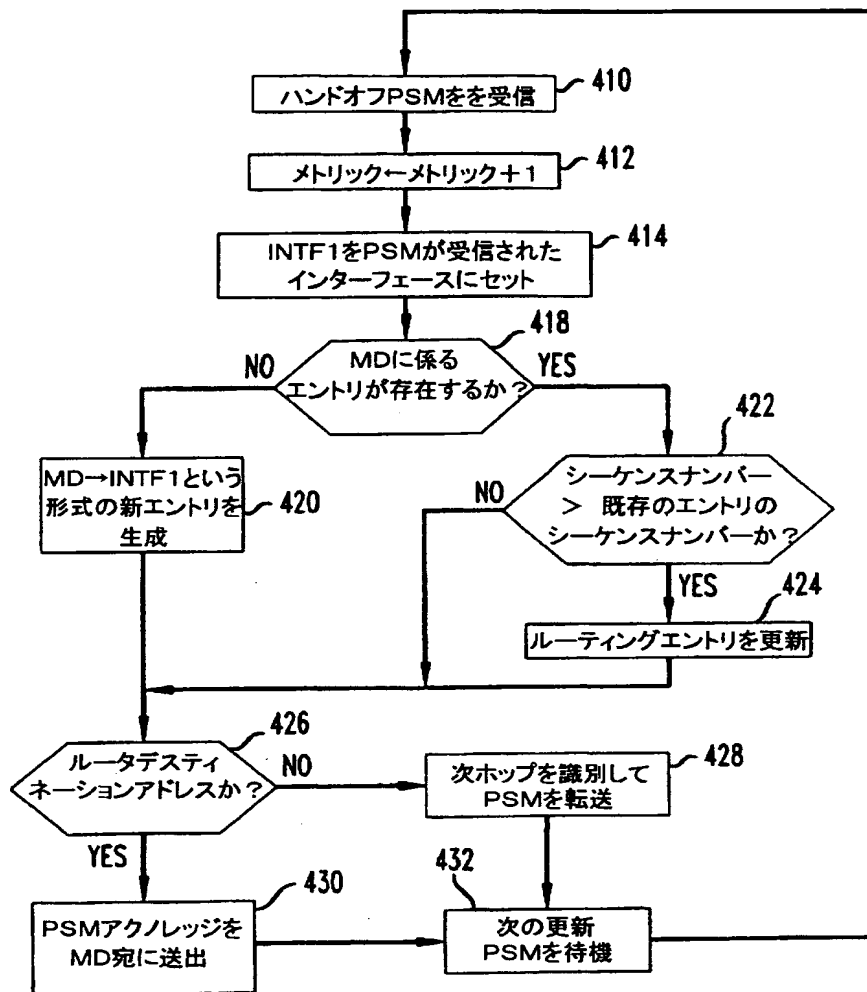 ハンドオフPSMをを受信
410
メトリック←メトリック+1
412
INTF1をPSMが受信された
インターフェースにセット
414
MDに係る
エントリが存在するか?
418
NO
YES
MD→INTF1という
形式の新エントリを
生成
420
シーケンスナンバー
> 既存のエントリの
シーケンスナンバーか?
422
NO
YES
ルーティングエントリを更新
424
ルータデスティ
ネーションアドレスか?
426
NO
YES
次ホップを識別して
PSMを転送
428
PSMアクノレッジを
MD宛に送出
430
次の更新
PSMを待機
432